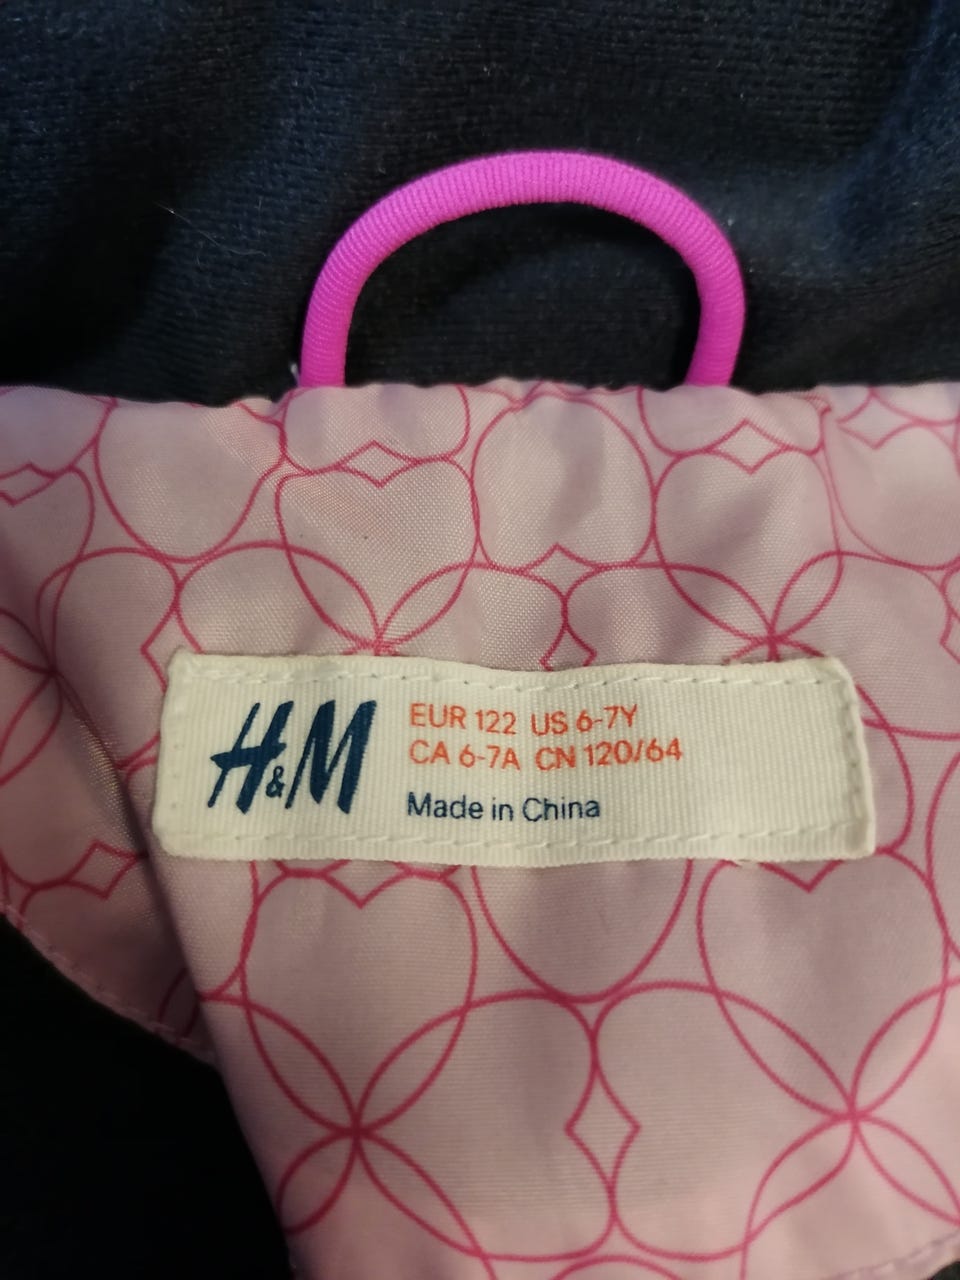 H&M
EUR 122 US 6-7Y
CA 6-7A CN 120/64
Made in China